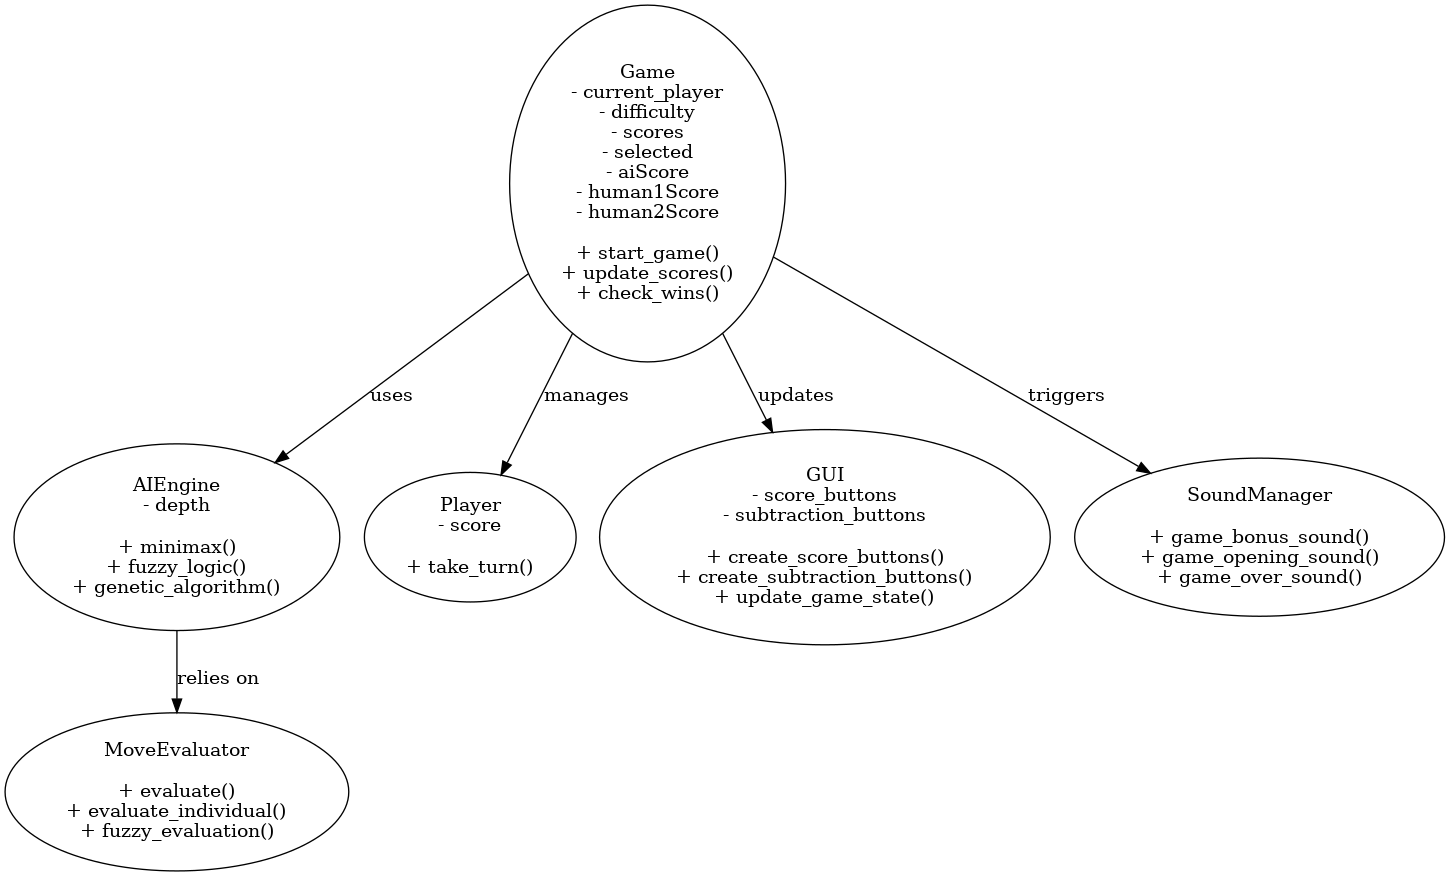 Game
- current_player
- difficulty
- scores
- selected
- aiScore
- human1Score
- human2Score
+ start_game()
+ update_scores()
+ check_wins()
uses
manages
updates
triggers
AIEngine
- depth
+ minimax()
+ fuzzy_logic()
+ genetic_algorithm()
Player
- score
+ take_turn()
GUI
- score_buttons
- subtraction_buttons
+ create_score_buttons()
+ create_subtraction_buttons()
+ update_game_state()
SoundManager
+ game_bonus_sound()
+ game_opening_sound()
+ game_over_sound()
relies on
MoveEvaluator
+ evaluate()
+ evaluate_individual()
+ fuzzy_evaluation()